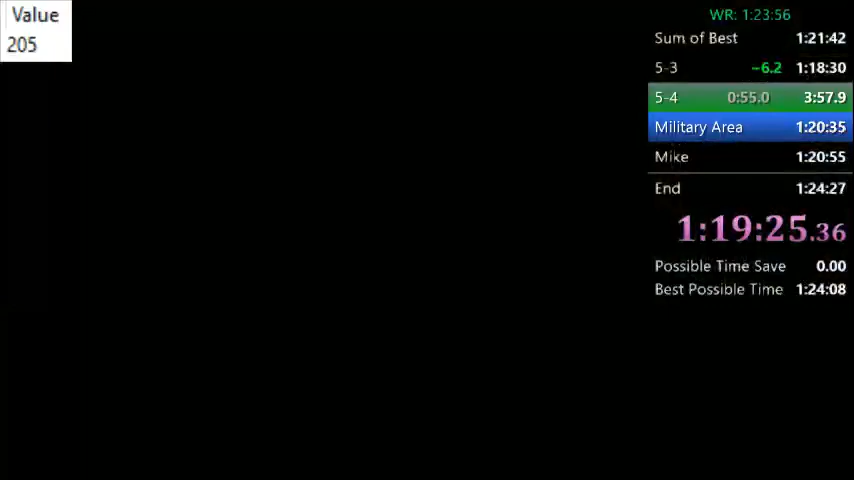 Value
205
WR: 1:23:56
Sum of Best 1:21:42
5-3 −6.2 1:18:30
5-4 0:55.0 3:57.9
Military Area 1:20:35
Mike 1:20:55
End 1:24:27
1:19:25.36
Possible Time Save 0.00
Best Possible Time 1:24:08